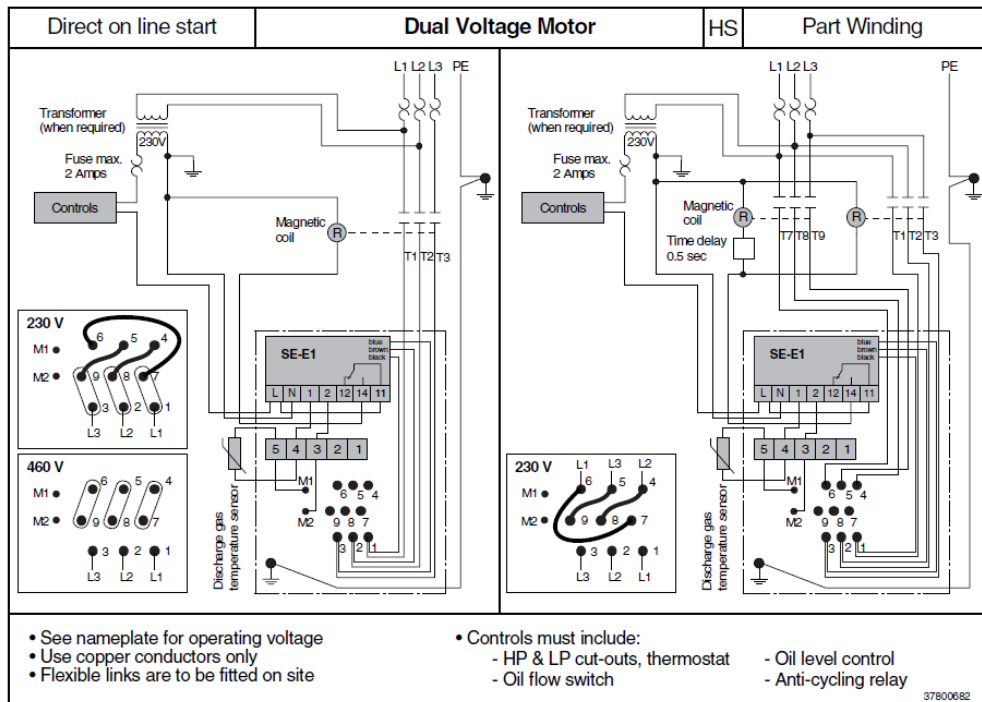 Direct on line start
Dual Voltage Motor
HS
Part Winding
L1 L2 L3 PE
Transformer
(when required)
230V
Fuse max.
2 Amps
Controls
Magnetic
coil
R
T1 T2 T3
230 V
6 5 4
M1
M2 9 8 7
3 2 1
L3 L2 L1
460 V
6 5 4
M1
M2 9 8 7
3 2 1
L3 L2 L1
blue
brown
black
SE-E1
L N 1 2 12 14 11
5 4 3 2 1
Discharge gas
temperature sensor
M1
M2
6 5 4
9 8 7
3 2 1
L1 L2 L3 PE
Transformer
(when required)
230V
Fuse max.
2 Amps
Controls
Magnetic
coil
R
R
Time delay
0.5 sec
T7 T8 T9
T1 T2 T3
blue
brown
black
SE-E1
L N 1 2 12 14 11
5 4 3 2 1
Discharge gas
temperature sensor
M1
M2
6 5 4
9 8 7
3 2 1
230 V
L1 L3 L2
M1
6 5 4
M2 9 8 7
3 2 1
L3 L2 L1
• See nameplate for operating voltage
• Use copper conductors only
• Flexible links are to be fitted on site
• Controls must include:
- HP & LP cut-outs, thermostat
- Oil flow switch
- Oil level control
- Anti-cycling relay
37800682